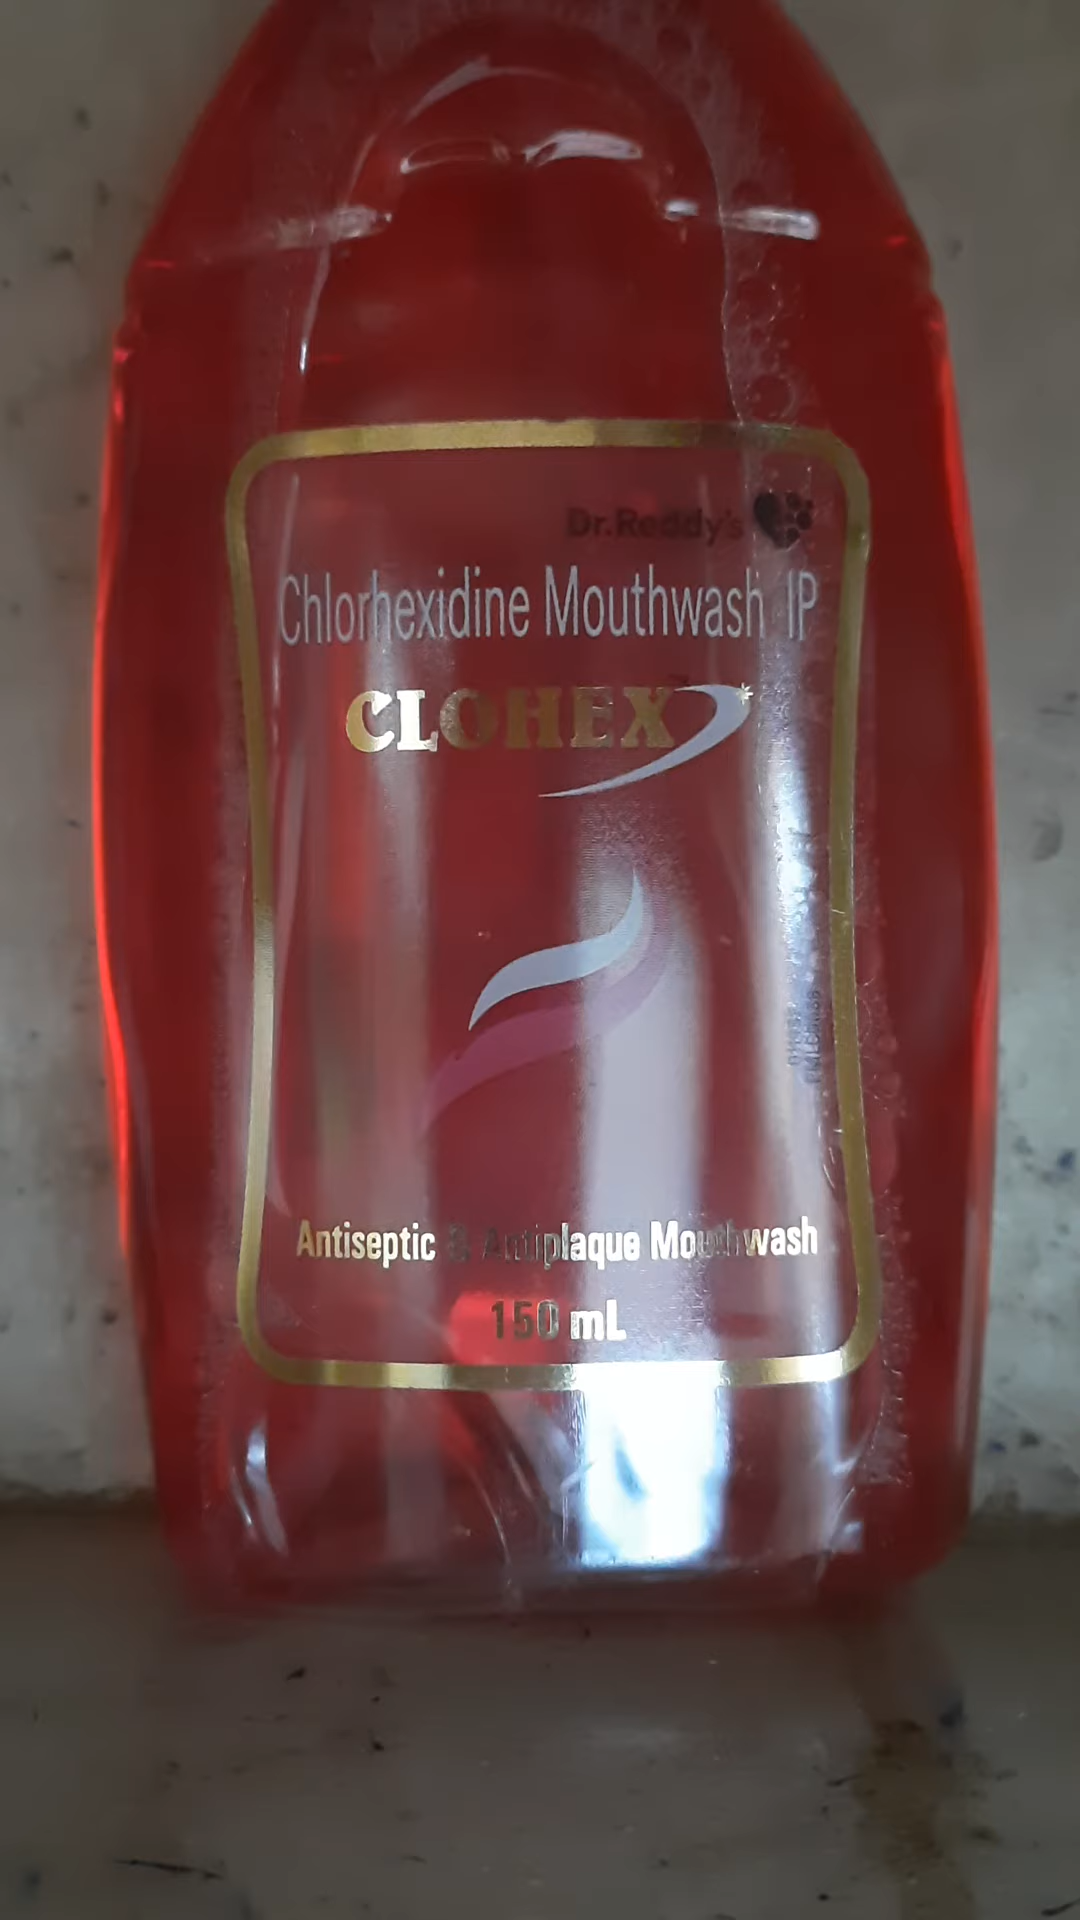 Dr.Reddy's
Chlorhexidine Mouthwash IP
CLOHEX
Antiseptic & Antiplaque Mouthwash
150 mL